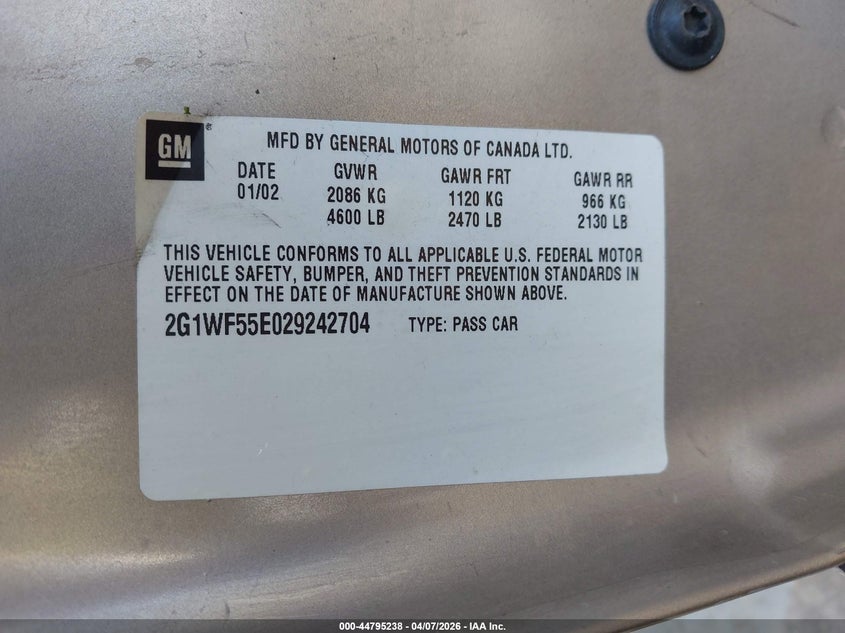 GM
MFD BY GENERAL MOTORS OF CANADA LTD.
DATE GVWR GAWR FRT GAWR RR
01/02 2086 KG 1120 KG 966 KG
4600 LB 2470 LB 2130 LB
THIS VEHICLE CONFORMS TO ALL APPLICABLE U.S. FEDERAL MOTOR
VEHICLE SAFETY, BUMPER, AND THEFT PREVENTION STANDARDS IN
EFFECT ON THE DATE OF MANUFACTURE SHOWN ABOVE.
2G1WF55E029242704 TYPE: PASS CAR
000-44795238 - 04/07/2026 - IAA Inc.